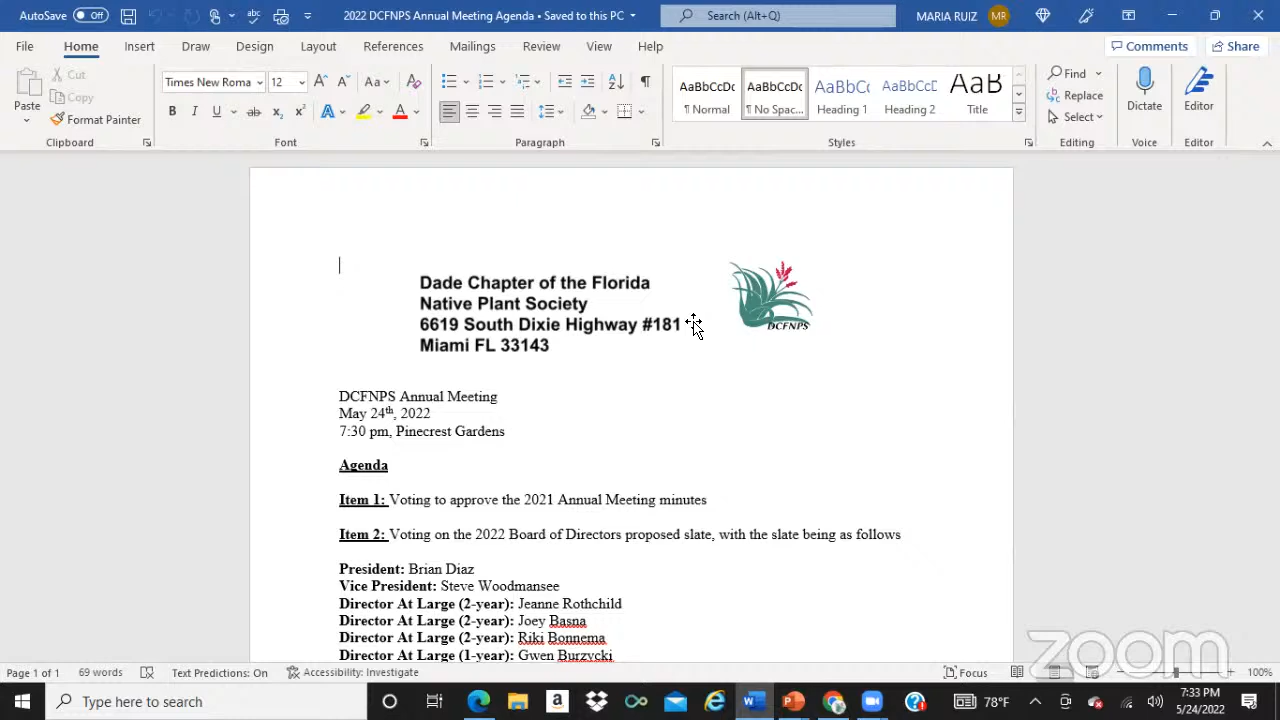 AutoSave Off 2022 DCFNPS Annual Meeting Agenda • Saved to this PC Search (Alt+Q) MARIA RUIZ MR
File Home Insert Draw Design Layout References Mailings Review View Help Comments Share
Paste Cut Copy Format Painter
Times New Roma 12 Aa
AaBbCcDc AaBbCcDc AaBbCc AaBbCcD AaB
¶ Normal ¶ No Spac... Heading 1 Heading 2 Title
Find Replace Select
Dictate Editor
Clipboard Font Paragraph Styles Editing Voice Editor
Dade Chapter of the Florida
Native Plant Society
6619 South Dixie Highway #181
Miami FL 33143
DCFNPS
DCFNPS Annual Meeting
May 24th, 2022
7:30 pm, Pinecrest Gardens
Agenda
Item 1: Voting to approve the 2021 Annual Meeting minutes
Item 2: Voting on the 2022 Board of Directors proposed slate, with the slate being as follows
President: Brian Diaz
Vice President: Steve Woodmansee
Director At Large (2-year): Jeanne Rothchild
Director At Large (2-year): Joey Basna
Director At Large (2-year): Riki Bonnema
Director At Large (1-year): Gwen Burzycki
zoom
Page 1 of 1 69 words Text Predictions: On Accessibility: Investigate Focus 100%
Type here to search 78°F 7:33 PM
5/24/2022